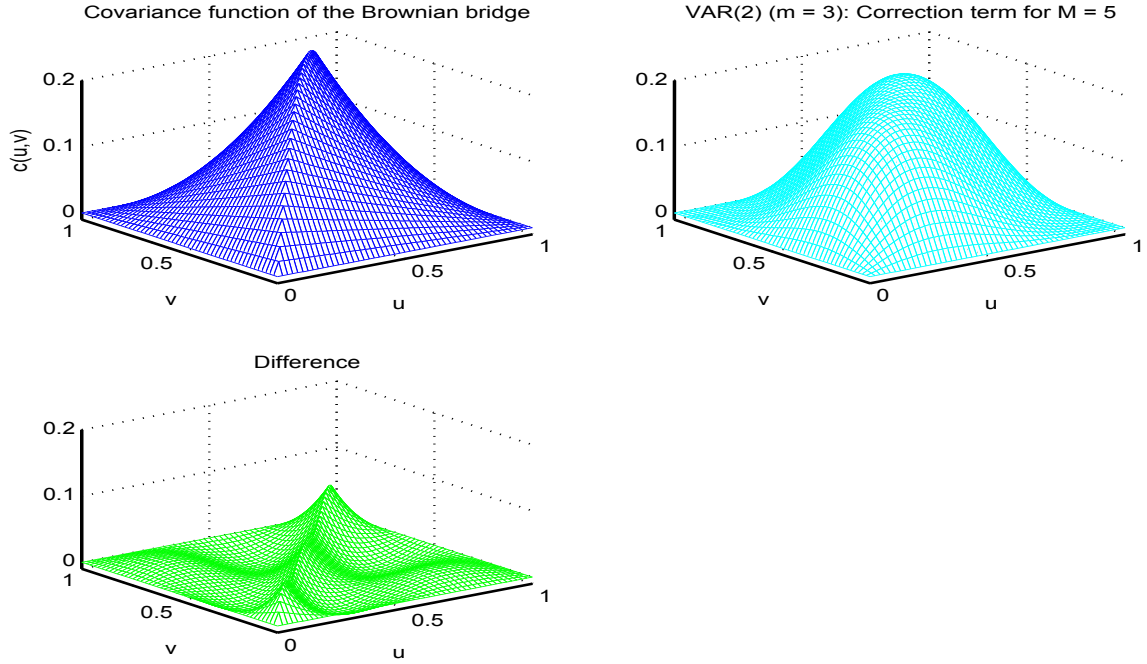 Covariance function of the Brownian bridge
0.2
0.1
0
c(u,v)
1
0.5
0
v
0.5
1
u
VAR(2) (m = 3): Correction term for M = 5
0.2
0.1
0
1
0.5
0
v
0.5
1
u
Difference
0.2
0.1
0
1
0.5
0
v
0.5
1
u